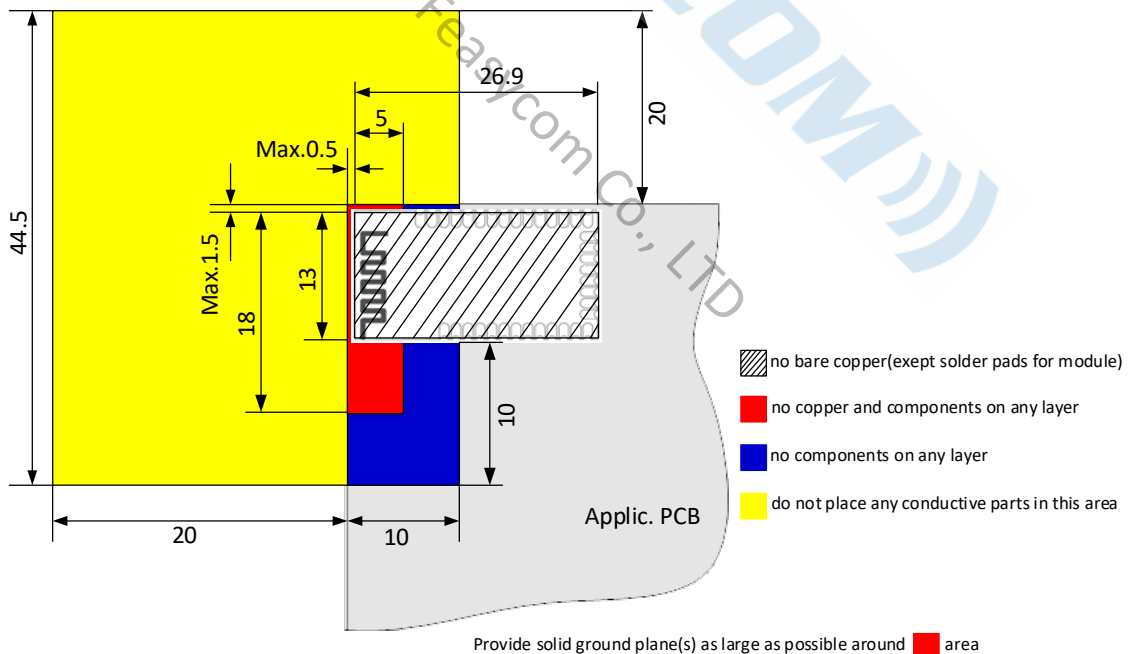 Feasycom Co., LTD
COM
26.9
20
5
Max.0.5
44.5
Max.1.5
13
18
10
no bare copper(exept solder pads for module)
no copper and components on any layer
no components on any layer
do not place any conductive parts in this area
Applic. PCB
20
10
Provide solid ground plane(s) as large as possible around area